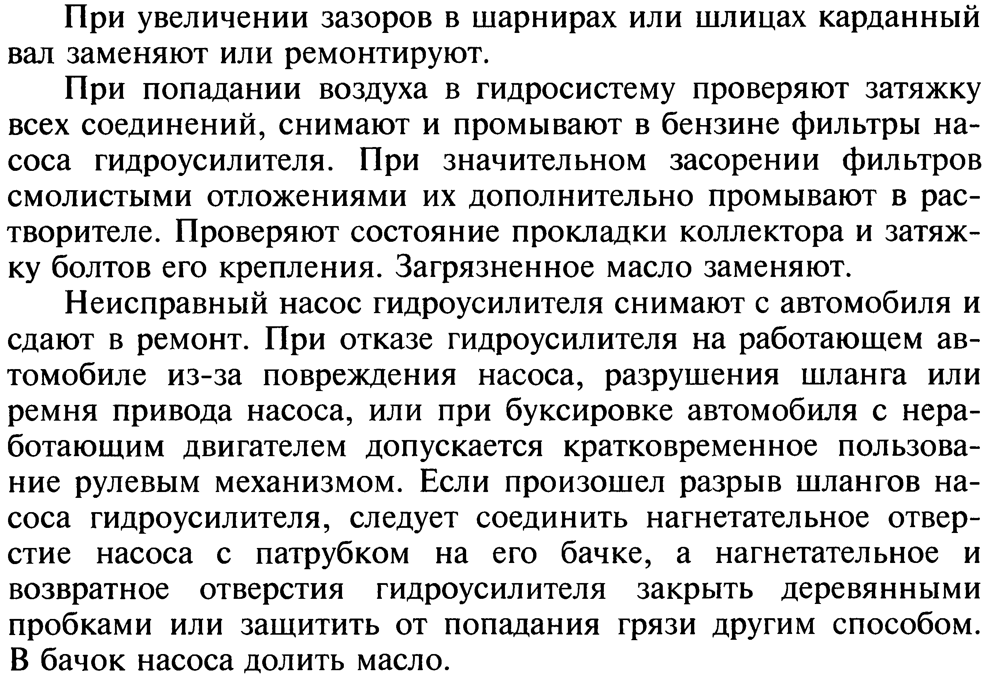 При увеличении зазоров в шарнирах или шлицах карданный
вал заменяют или ремонтируют.
При попадании воздуха в гидросистему проверяют затяжку
всех соединений, снимают и промывают в бензине фильтры на-
соса гидроусилителя. При значительном засорении фильтров
смолистыми отложениями их дополнительно промывают в рас-
творителе. Проверяют состояние прокладки коллектора и затяж-
ку болтов его крепления. Загрязненное масло заменяют.
Неисправный насос гидроусилителя снимают с автомобиля и
сдают в ремонт. При отказе гидроусилителя на работающем ав-
томобиле из-за повреждения насоса, разрушения шланга или
ремня привода насоса, или при буксировке автомобиля с нера-
ботающим двигателем допускается кратковременное пользова-
ние рулевым механизмом. Если произошел разрыв шлангов на-
соса гидроусилителя, следует соединить нагнетательное отвер-
стие насоса с патрубком на его бачке, а нагнетательное и
возвратное отверстия гидроусилителя закрыть деревянными
пробками или защитить от попадания грязи другим способом.
В бачок насоса долить масло.